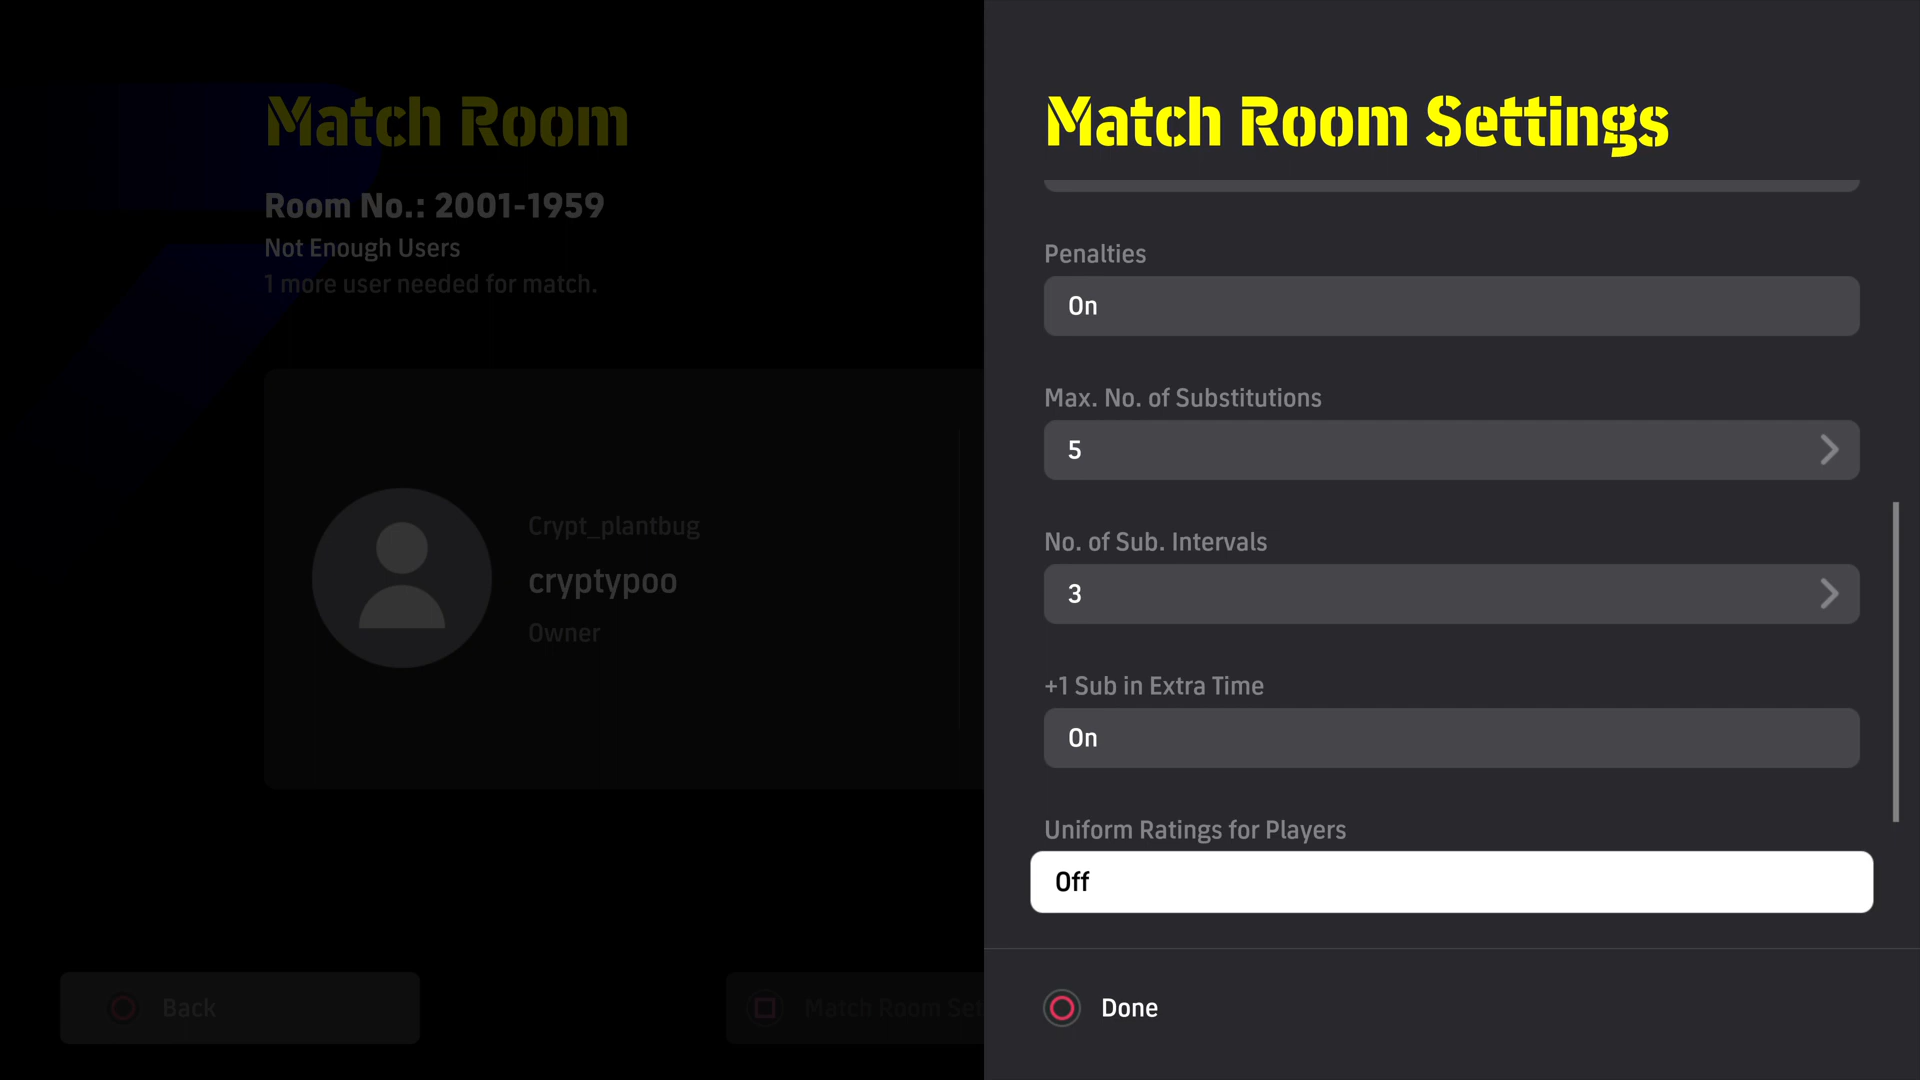 Match Room
Room No.: 2001-1959
Not Enough Users
1 more user needed for match.
Crypt_plantbug
cryptypoo
Owner
Back
Match Room Set
Match Room Settings
Penalties
On
Max. No. of Substitutions
5
No. of Sub. Intervals
3
+1 Sub in Extra Time
On
Uniform Ratings for Players
Off
Done